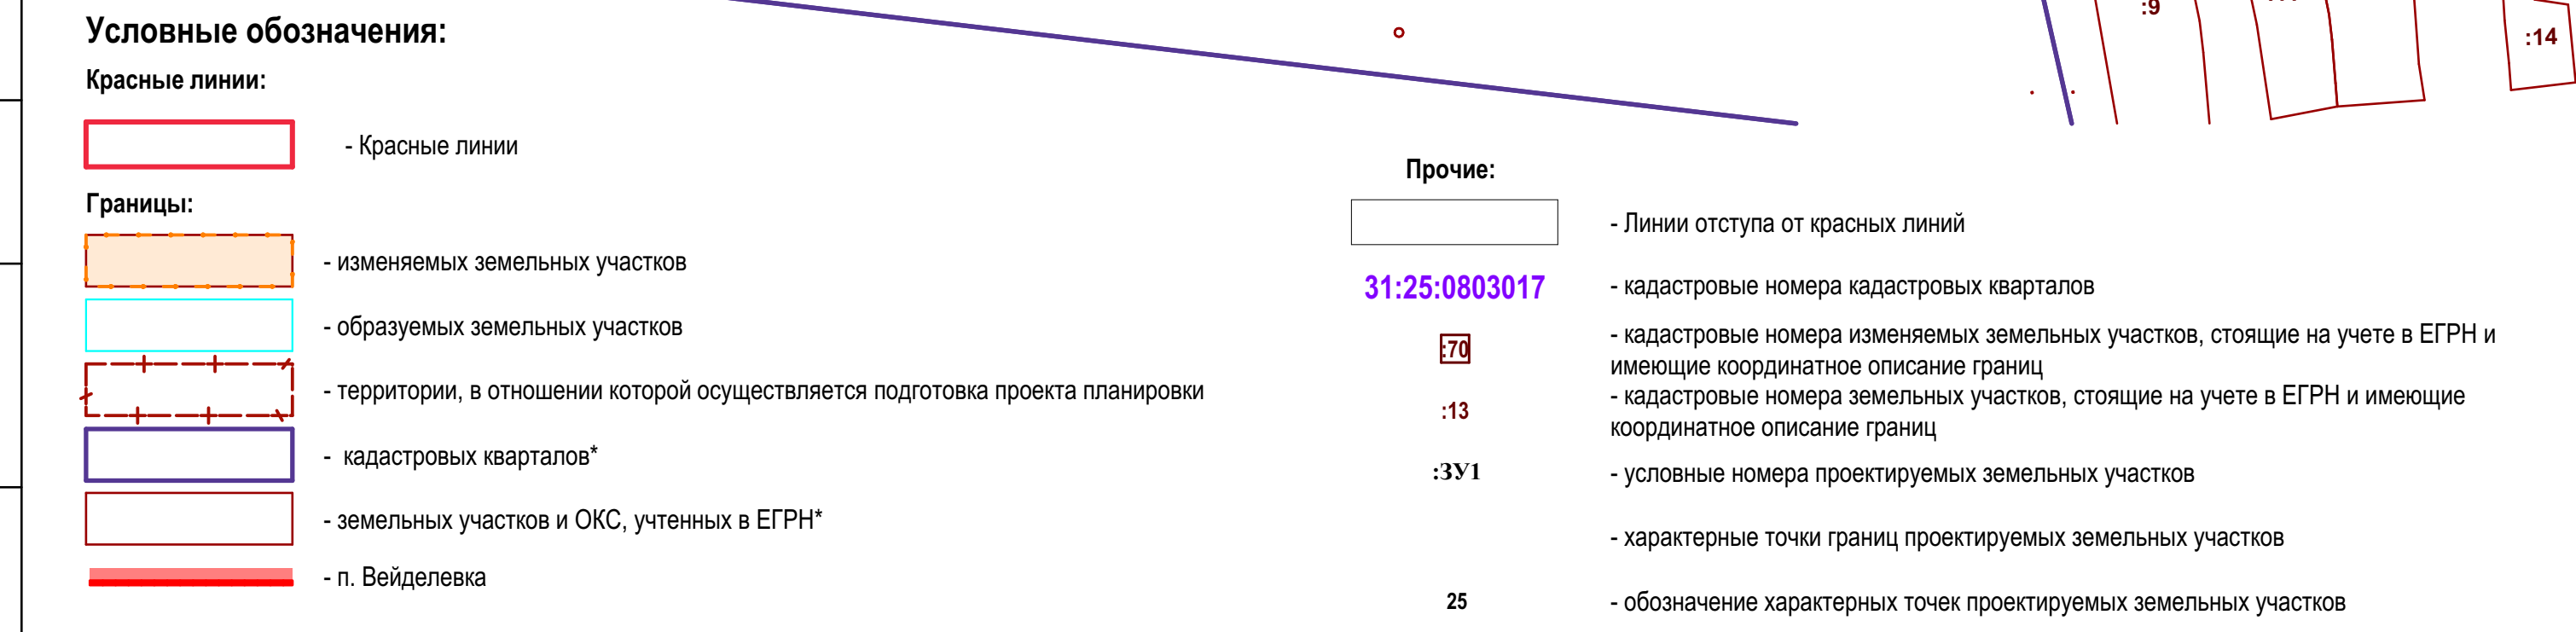 Условные обозначения:
Красные линии:
- Красные линии
Границы:
- изменяемых земельных участков
- образуемых земельных участков
- территории, в отношении которой осуществляется подготовка проекта планировки
- кадастровых кварталов*
- земельных участков и ОКС, учтенных в ЕГРН*
- п. Вейделевка
:9
:14
Прочие:
- Линии отступа от красных линий
31:25:0803017
- кадастровые номера кадастровых кварталов
:70
- кадастровые номера изменяемых земельных участков, стоящие на учете в ЕГРН и
имеющие координатное описание границ
:13
- кадастровые номера земельных участков, стоящие на учете в ЕГРН и имеющие
координатное описание границ
:ЗУ1
- условные номера проектируемых земельных участков
- характерные точки границ проектируемых земельных участков
25
- обозначение характерных точек проектируемых земельных участков